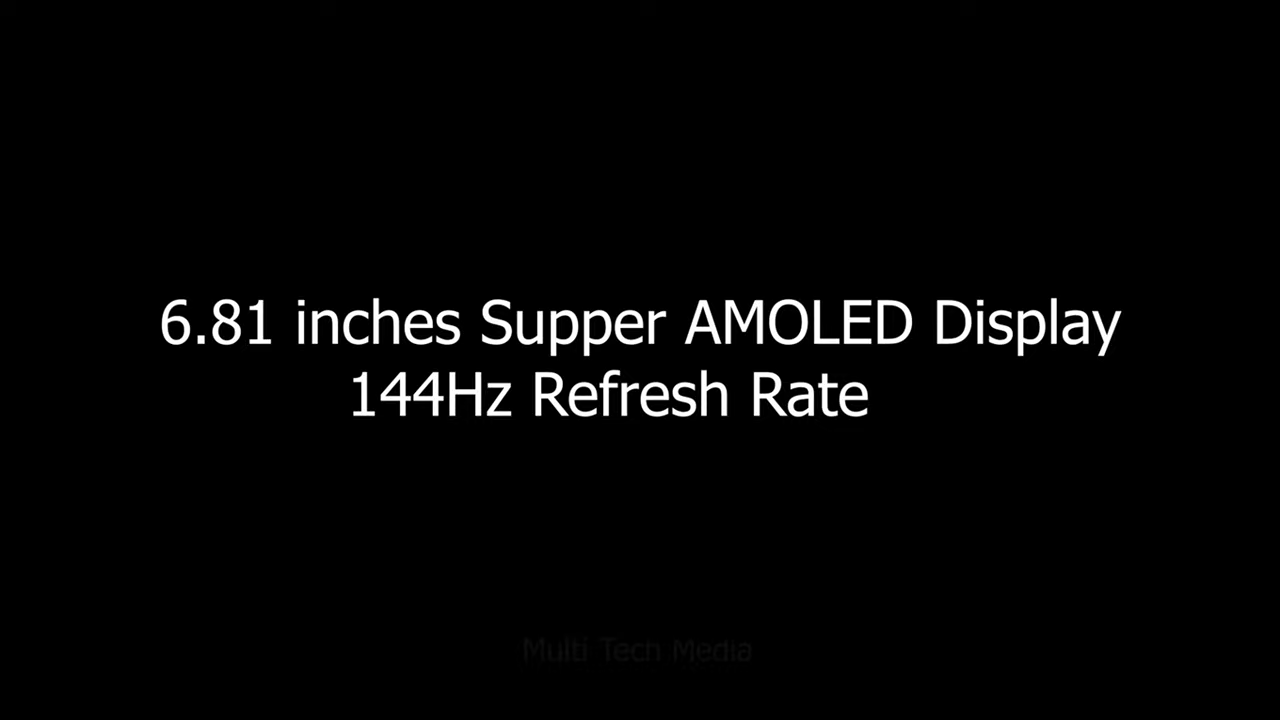 6.81 inches Supper AMOLED Display
144Hz Refresh Rate
Multi Tech Media